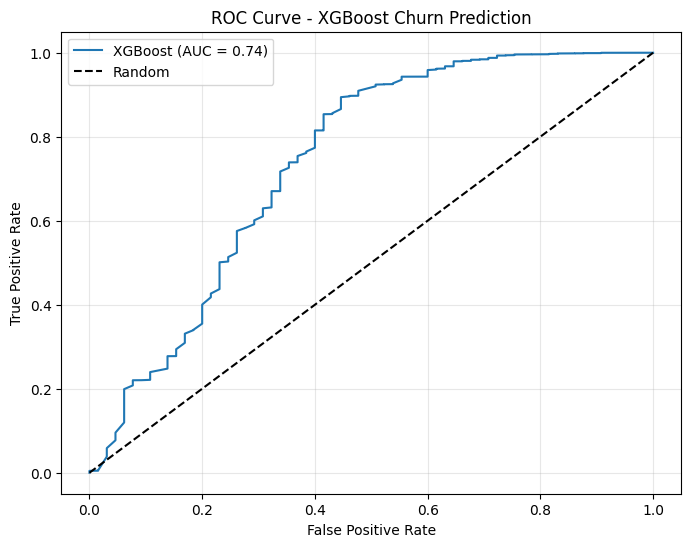 ROC Curve - XGBoost Churn Prediction
XGBoost (AUC = 0.74)
Random
True Positive Rate
1.0
0.8
0.6
0.4
0.2
0.0
0.0 0.2 0.4 0.6 0.8 1.0
False Positive Rate